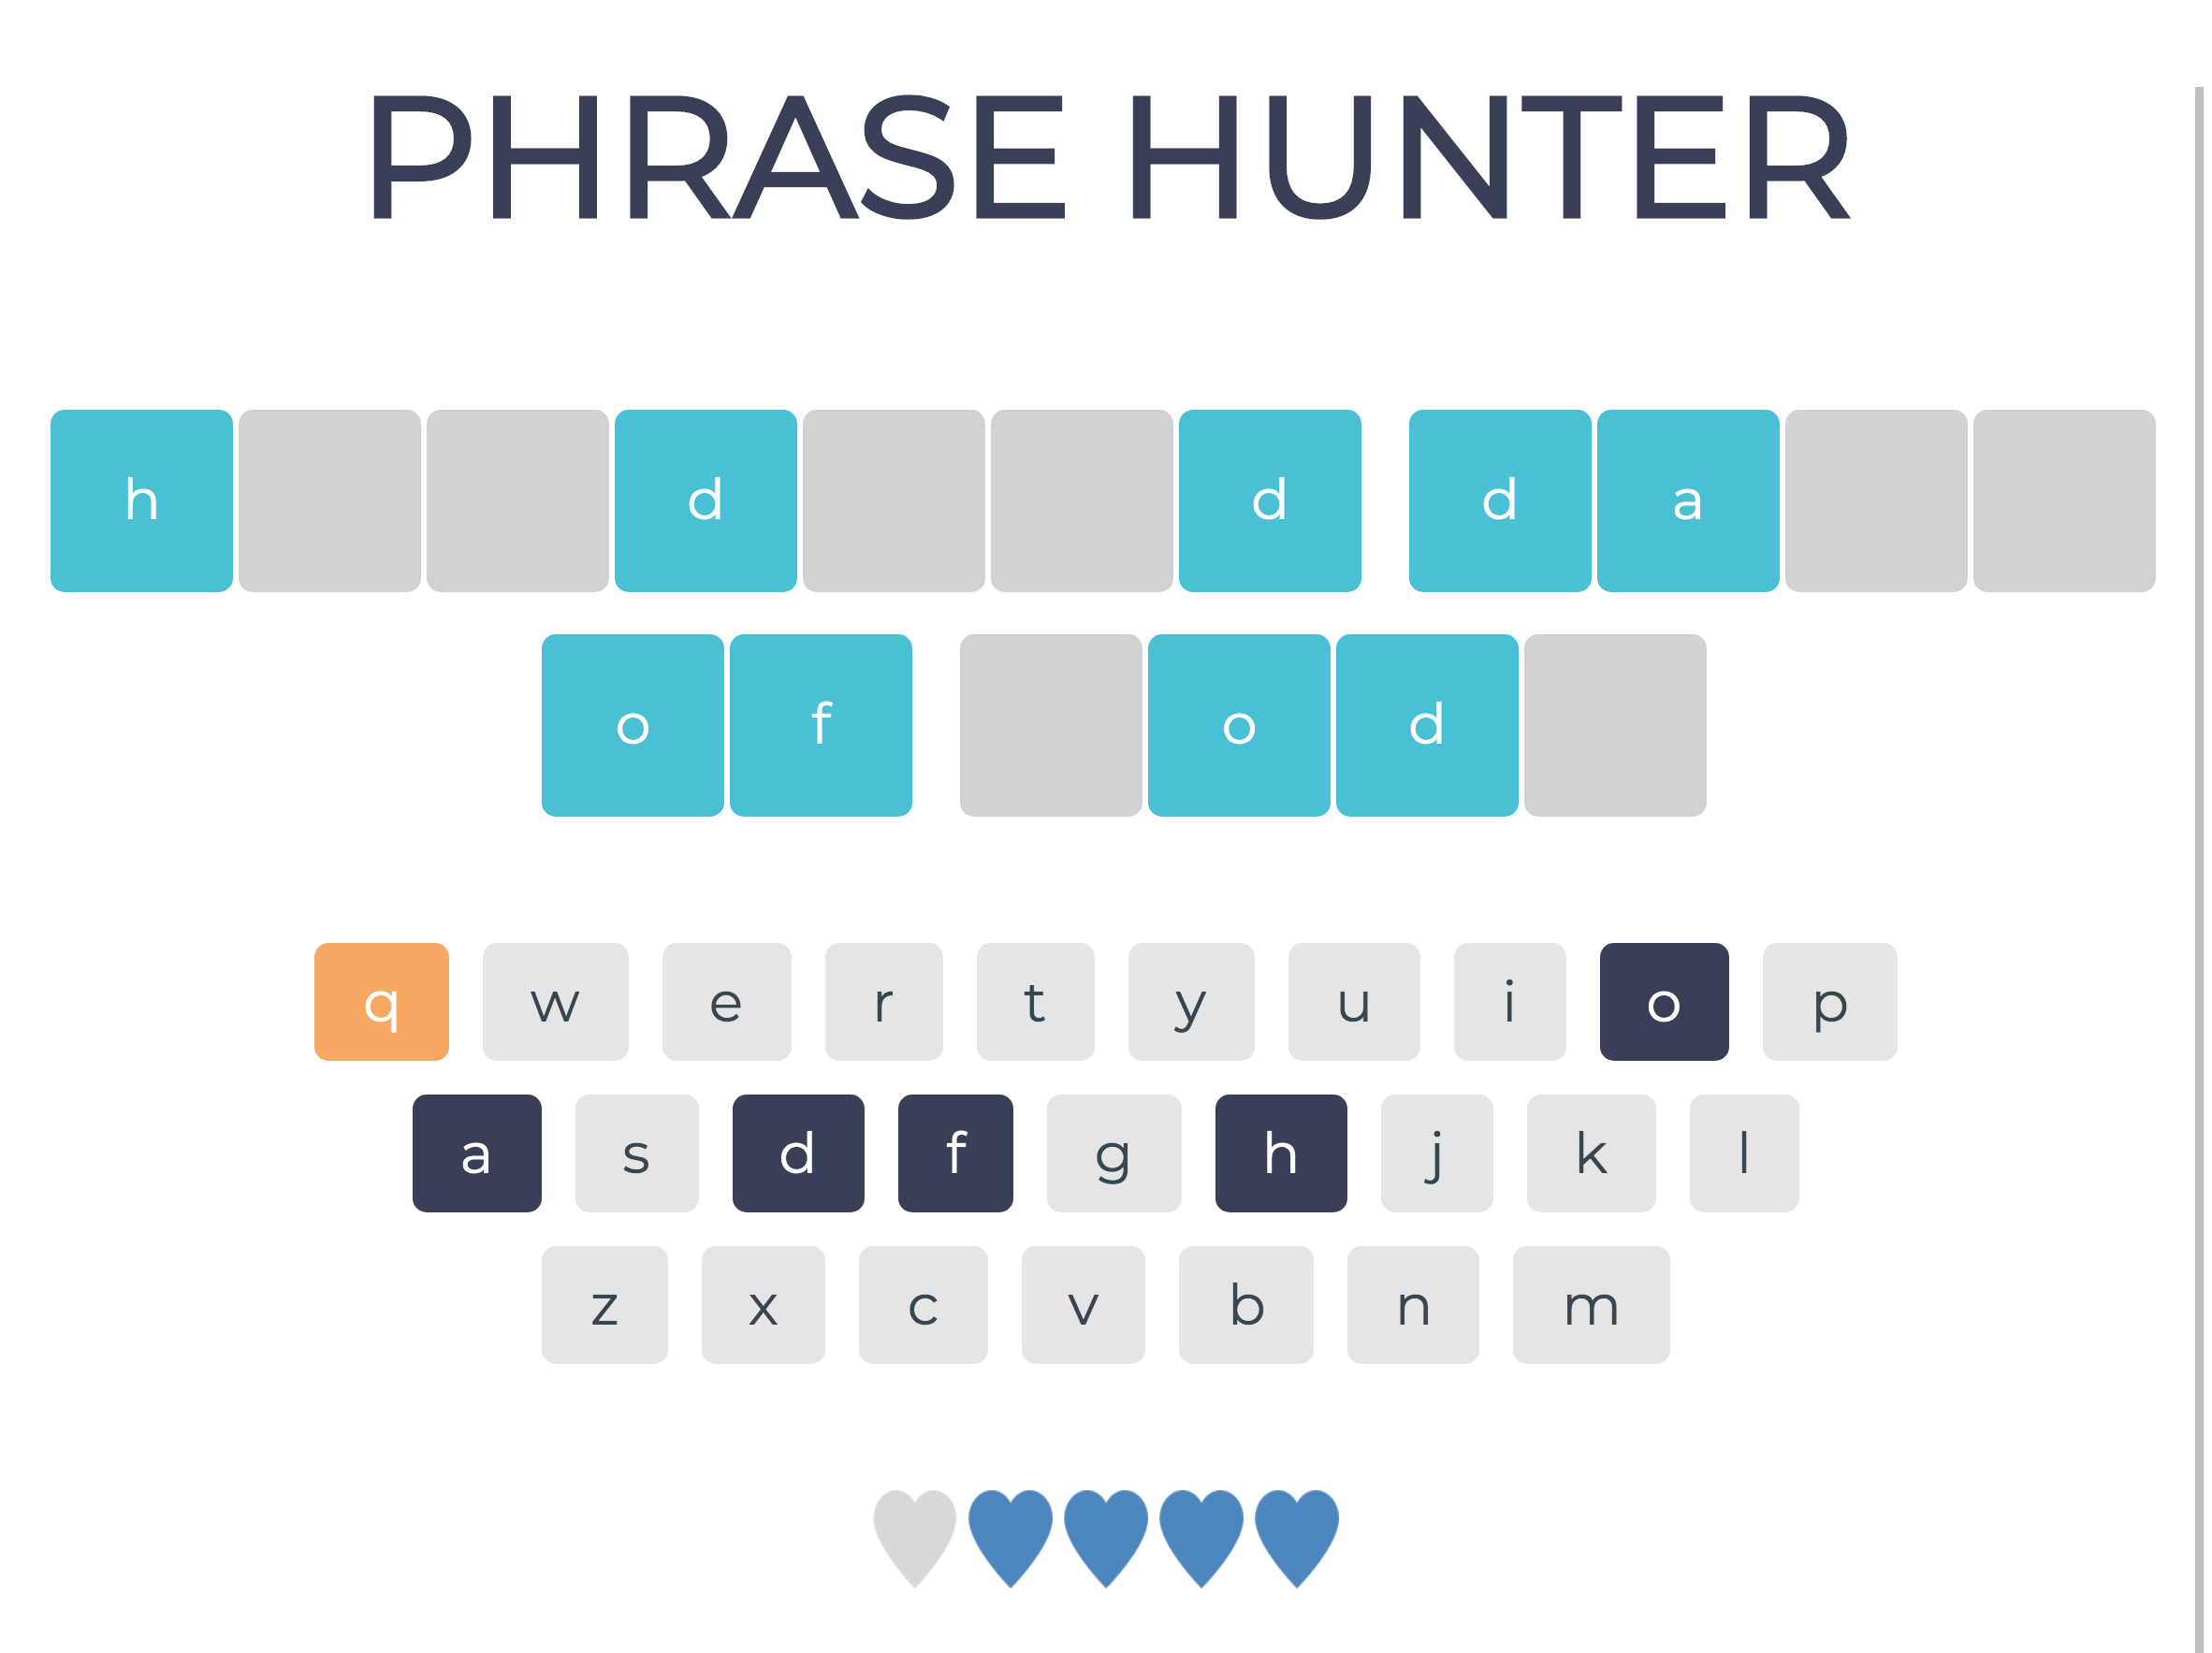 PHRASE HUNTER
h d d d a
o f o d
q w e r t y u i o p
a s d f g h j k l
z x c v b n m